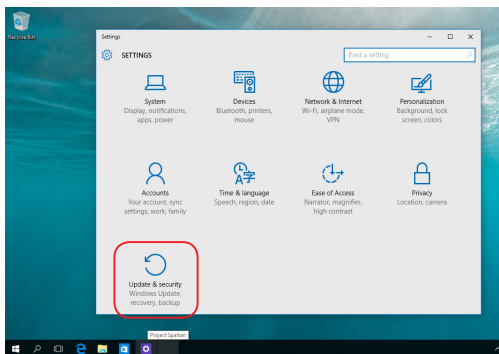 Recycle Bin
Settings
SETTINGS
Find a setting
System
Display, notifications,
apps, power
Devices
Bluetooth, printers,
mouse
Network & Internet
Wi-Fi, airplane mode,
VPN
Personalization
Background, lock
screen, colors
Accounts
Your account, sync
settings, work, family
Time & language
Speech, region, date
Ease of Access
Narrator, magnifier,
high contrast
Privacy
Location, camera
Update & security
Windows Update,
recovery, backup
Project Spartan